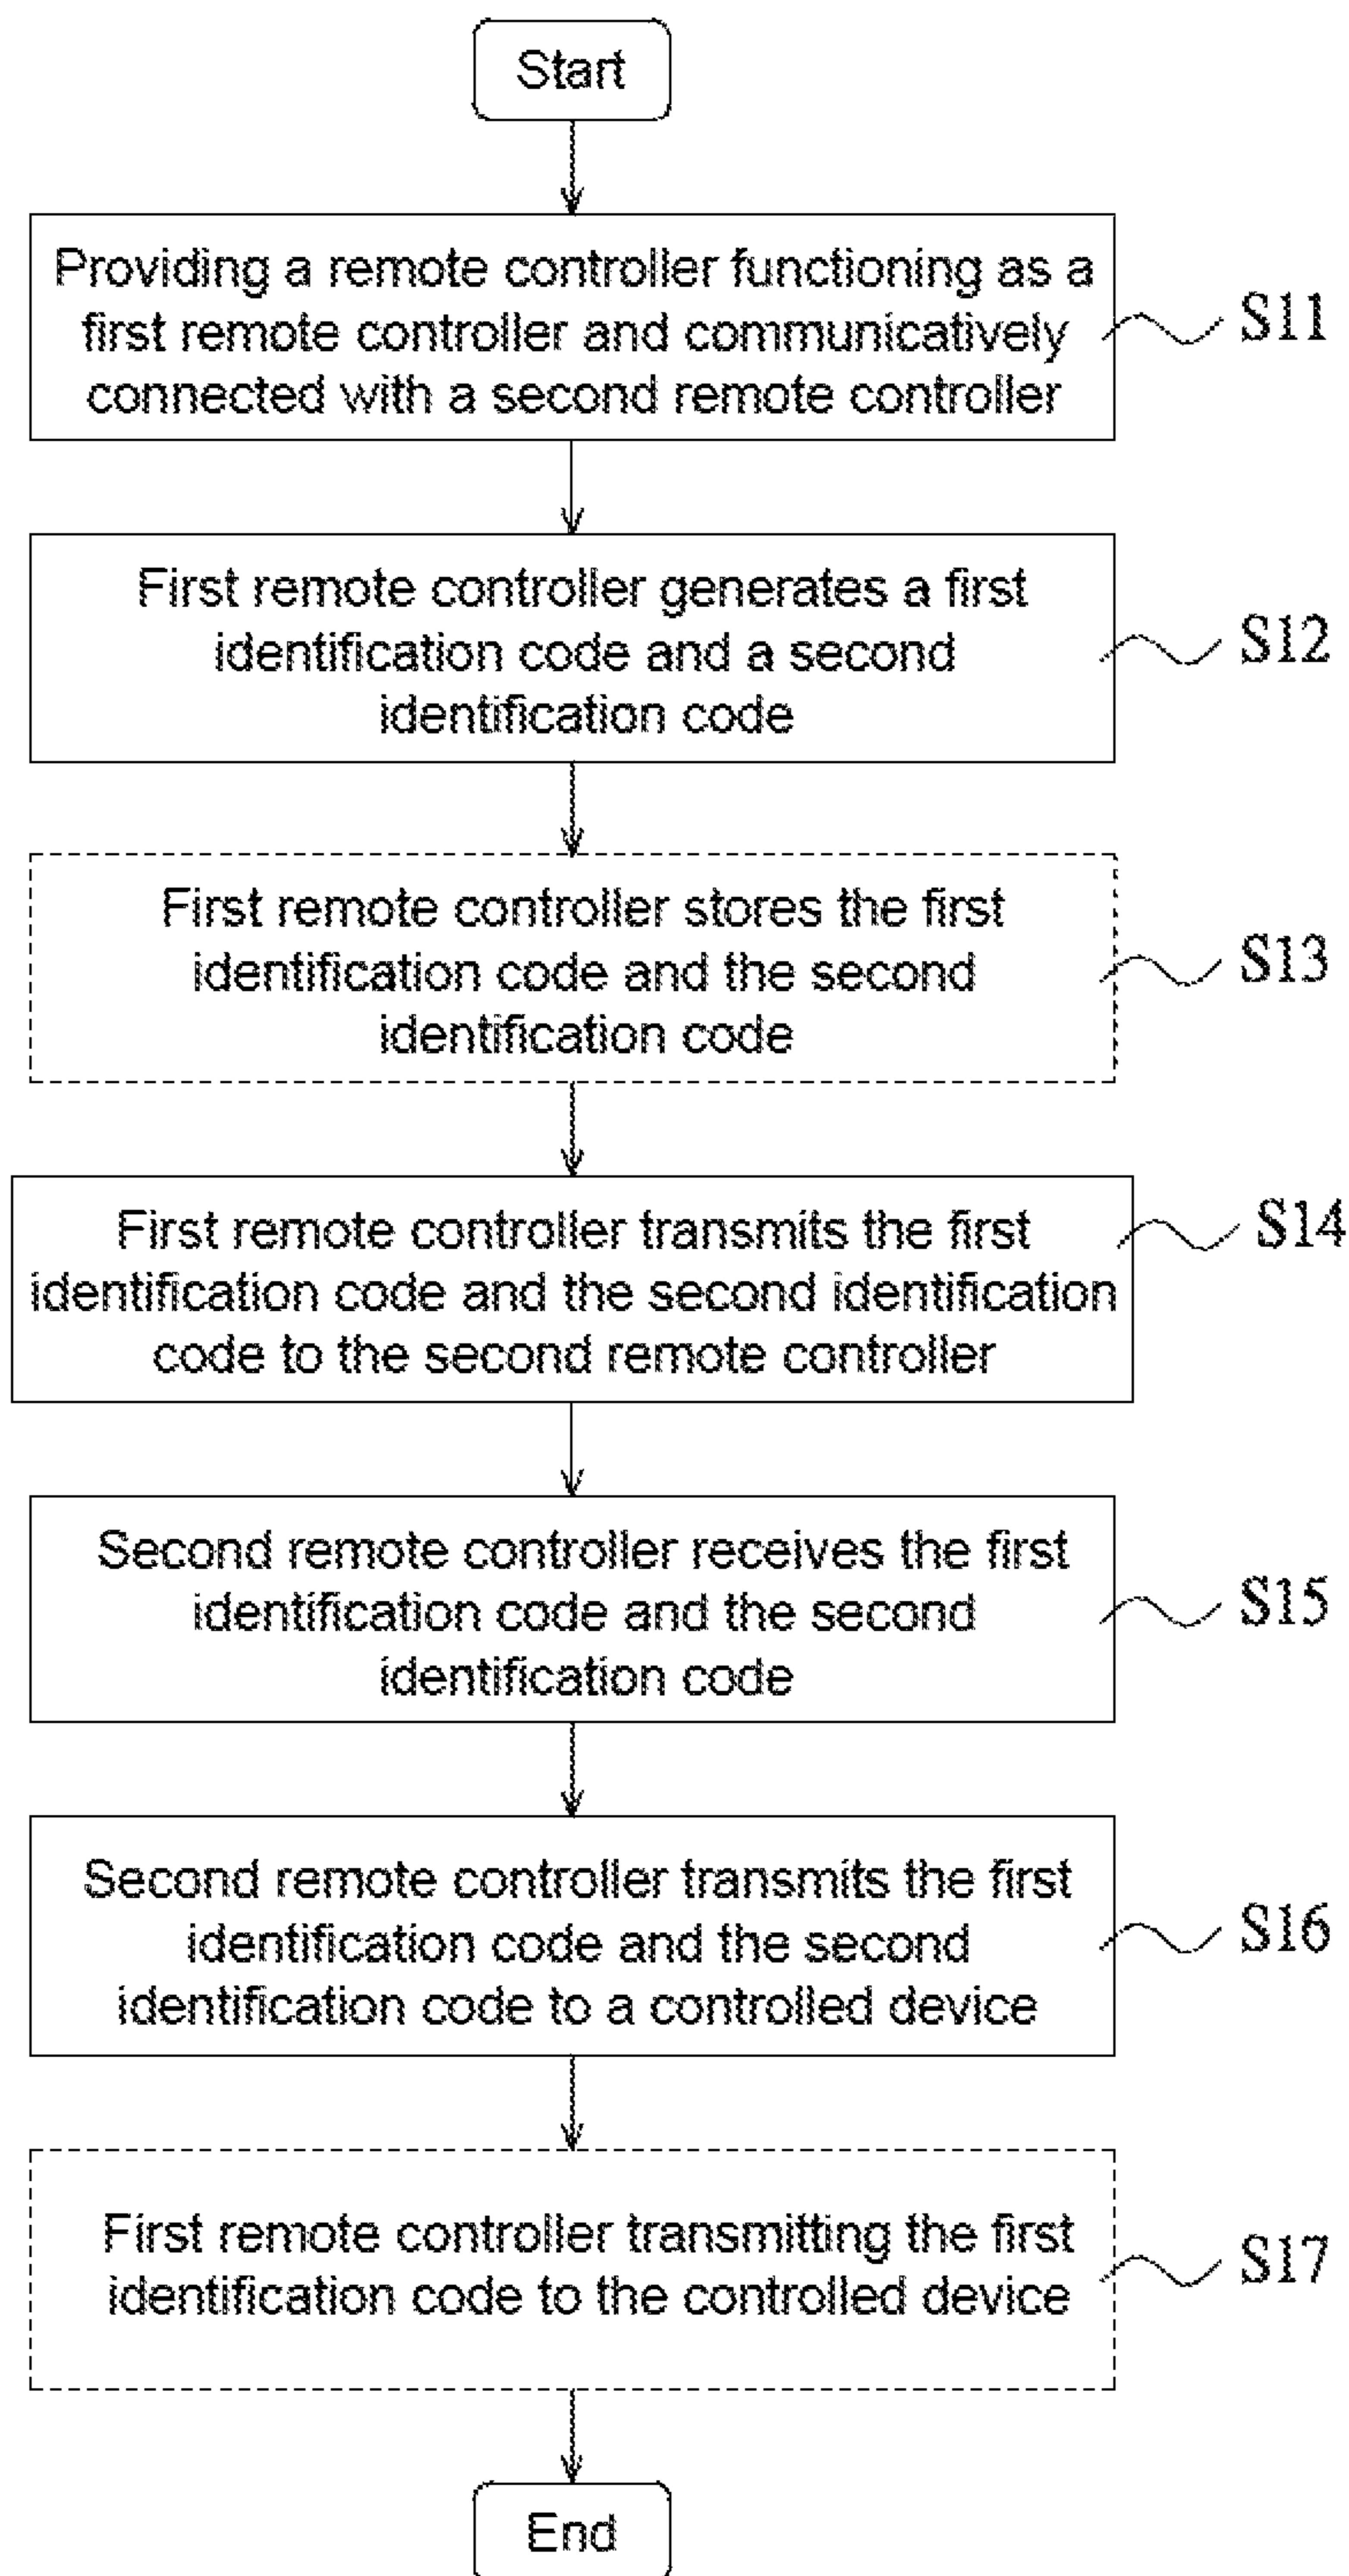 Start
Providing a remote controller functioning as a
first remote controller and communicatively
connected with a second remote controller
S11
First remote controller generates a first
identification code and a second
identification code
S12
First remote controller stores the first
identification code and the second
identification code
S13
First remote controller transmits the first
identification code and the second identification
code to the second remote controller
S14
Second remote controller receives the first
identification code and the second
identification code
S15
Second remote controller transmits the first
identification code and the second
identification code to a controlled device
S16
First remote controller transmitting the first
identification code to the controlled device
S17
End